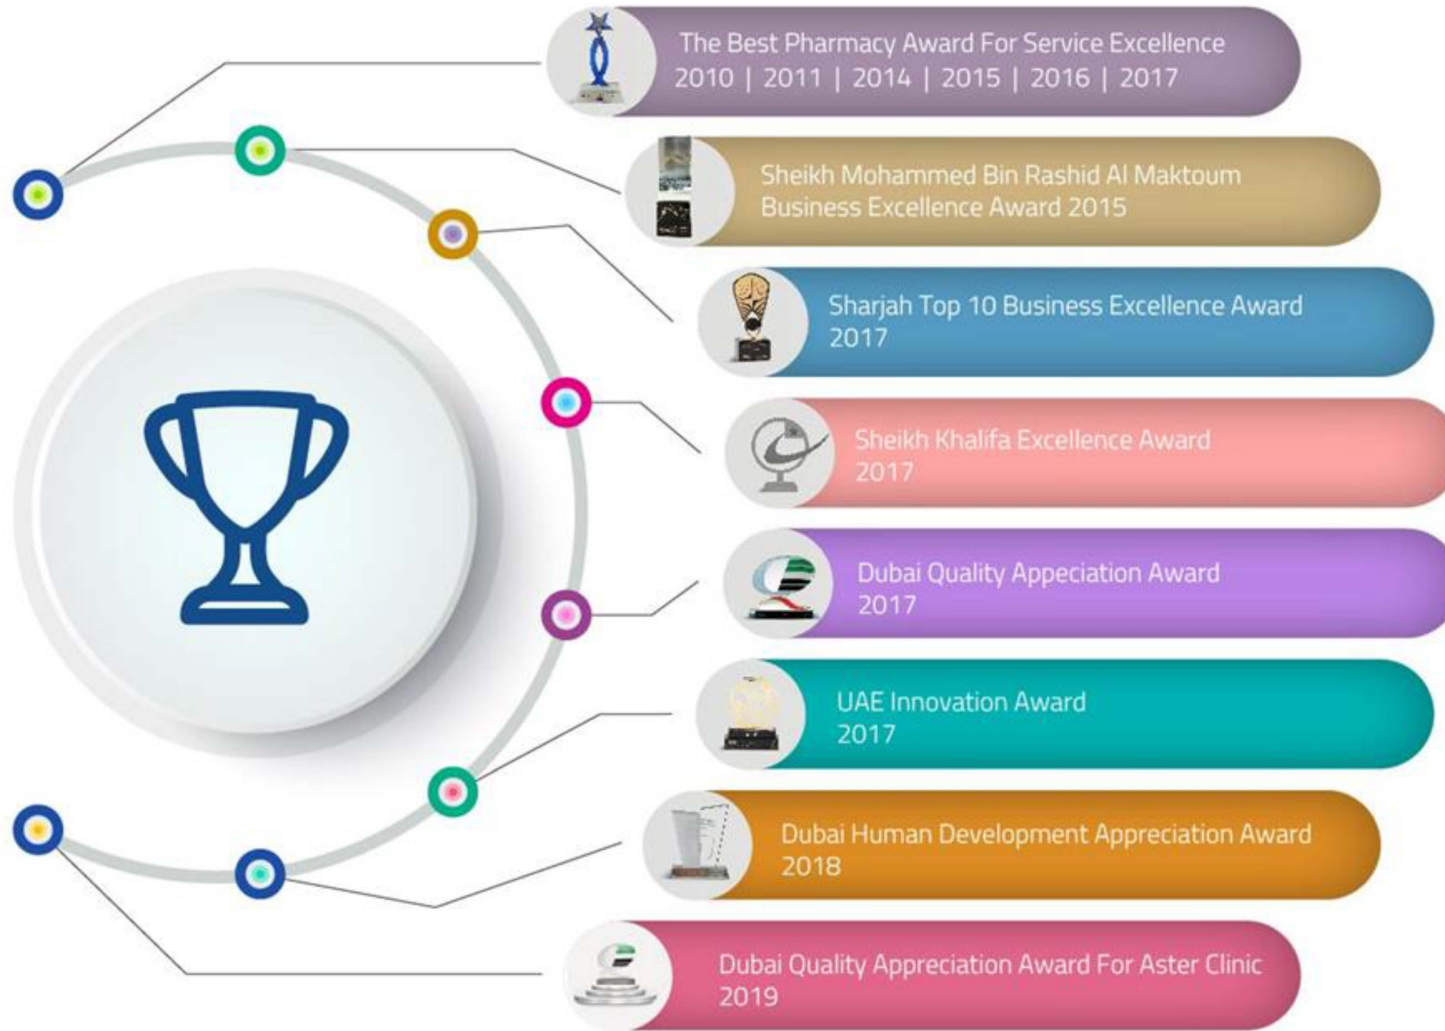 The Best Pharmacy Award For Service Excellence
2010 | 2011 | 2014 | 2015 | 2016 | 2017
Sheikh Mohammed Bin Rashid Al Maktoum
Business Excellence Award 2015
Sharjah Top 10 Business Excellence Award
2017
Sheikh Khalifa Excellence Award
2017
Dubai Quality Appeciation Award
2017
UAE Innovation Award
2017
Dubai Human Development Appreciation Award
2018
Dubai Quality Appreciation Award For Aster Clinic
2019